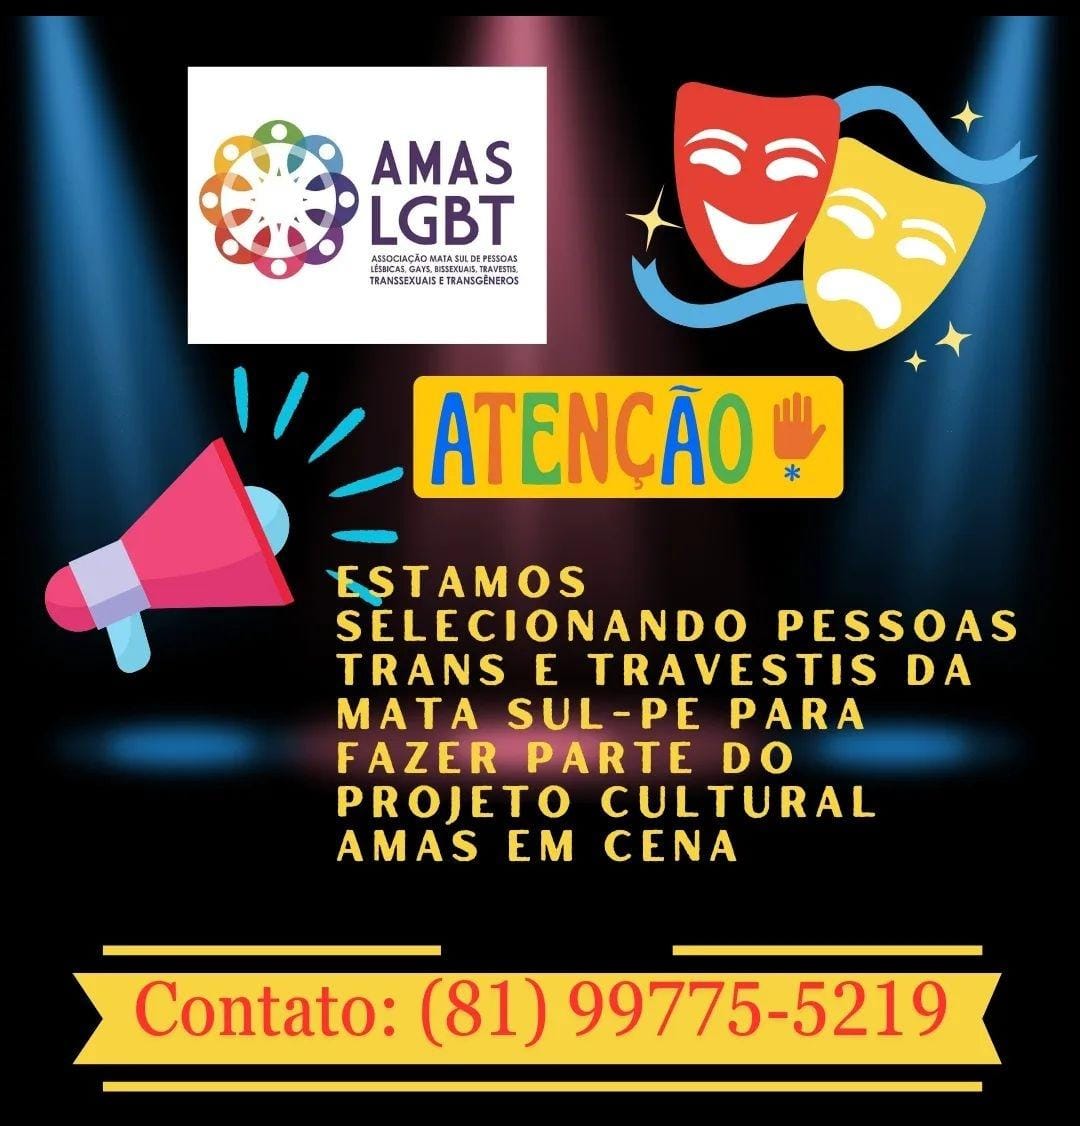 AMAS
LGBT
ASSOCIAÇÃO MATA SUL DE PESSOAS
LÉSBICAS, GAYS, BISSEXUAIS, TRAVESTIS,
TRANSSEXUAIS E TRANSGÊNEROS
ATENÇÃO
ESTAMOS
SELECIONANDO PESSOAS
TRANS E TRAVESTIS DA
MATA SUL-PE PARA
FAZER PARTE DO
PROJETO CULTURAL
AMAS EM CENA
Contato: (81) 99775-5219